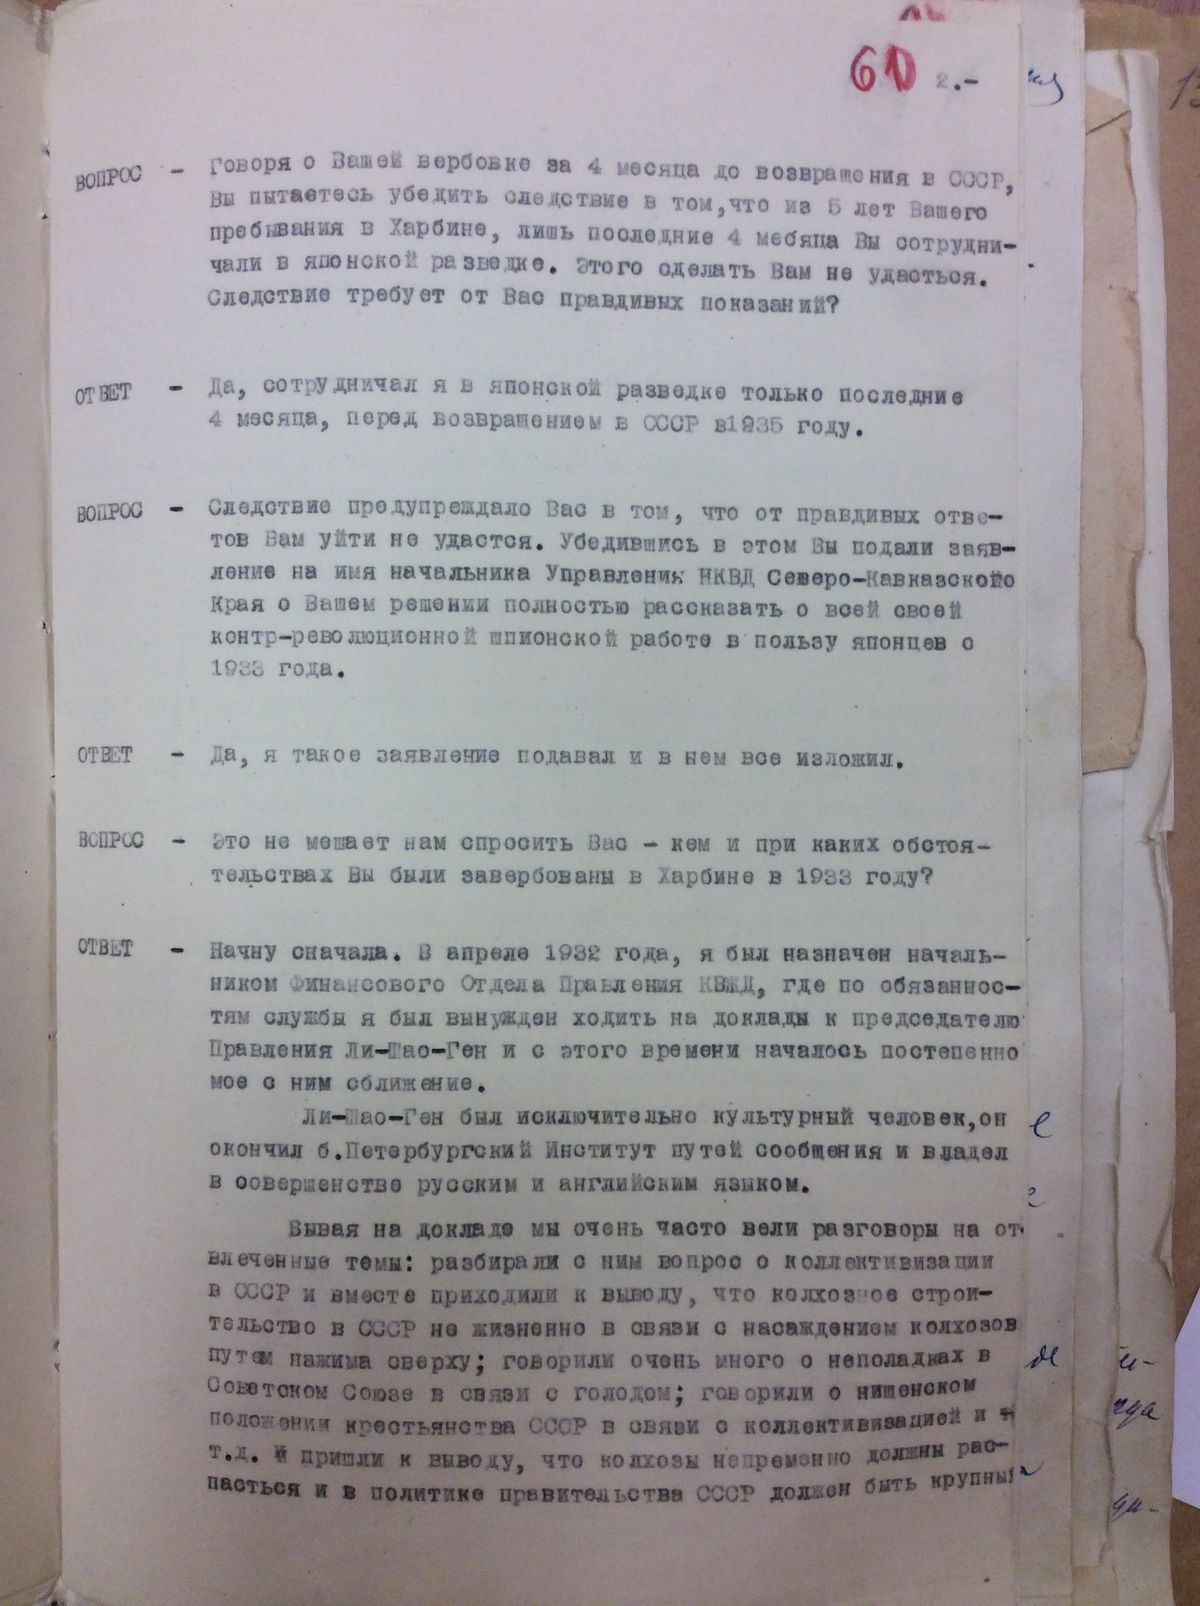 61 2.-
ВОПРОС - Говоря о Вашей вербовке за 4 месяца до возвращения в СССР,
Вы пытаетесь убедить следствие в том,что из 5 лет Вашего
пребывания в Харбине, лишь последние 4 месяца Вы сотрудни-
чали в японской разведке. Этого сделать Вам не удасться.
Следствие требует от Вас правдивых показаний?
ОТВЕТ - Да, сотрудничал я в японской разведке только последние
4 месяца, перед возвращением в СССР в1935 году.
ВОПРОС - Следствие предупреждало Вас в том, что от правдивых отве-
тов Вам уйти не удастся. Убедившись в этом Вы подали заяв-
ление на имя начальника Управления НКВД Северо-Кавказского
Края о Вашем решении полностью рассказать о всей своей
контр-революционной шпионской работе в пользу японцев с
1933 года.
ОТВЕТ - Да, я такое заявление подавал и в нем все изложил.
ВОПРОС - Это не мешает нам спросить Вас - кем и при каких обстоя-
тельствах Вы были завербованы в Харбине в 1933 году?
ОТВЕТ - Начну сначала. В апреле 1932 года, я был назначен началь-
ником Финансового Отдела Правления КВЖД, где по обязаннос-
тям службы я был вынужден ходить на доклады к председателю
Правления Ли-Шао-Ген и с этого времени началось постепенно
мое с ним сближение.
Ли-Шао-Ген был исключительно культурный человек,он
окончил б.Петербургский Институт путей сообщения и владел
в совершенстве русским и английским языком.
Бывая на докладе мы очень часто вели разговоры на от
влеченные темы: разбирали с ним вопрос о коллективизации
в СССР и вместе приходили к выводу, что колхозное строи-
тельство в СССР не жизненно в связи с насаждением колхозов
путем нажима сверху; говорили очень много о неполадках в
Советском Союзе в связи с голодом; говорили о нищенском
положении крестьянства СССР в связи с коллективизацией и
т.д. И пришли к выводу, что колхозы непременно должны рас-
пасться и в политике правительства СССР должен быть крупны